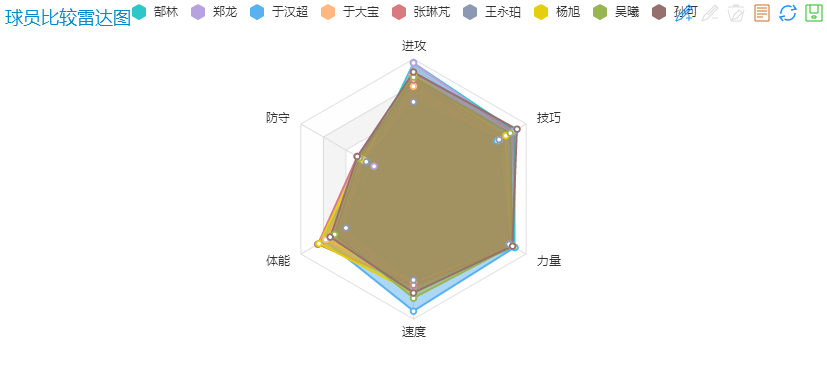 球员比较雷达图
郜林 郑龙 于汉超 于大宝 张琳芃 王永珀 杨旭 吴曦 孙可
进攻
防守 技巧
体能 力量
速度